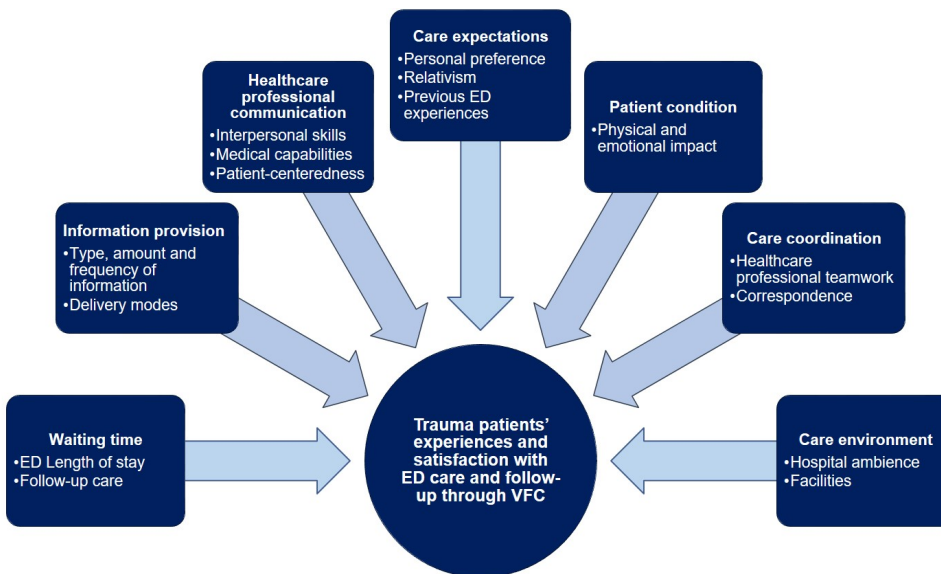 Care expectations
•Personal preference
•Relativism
•Previous ED
experiences
Healthcare
professional
communication
•Interpersonal skills
•Medical capabilities
•Patient-centeredness
Patient condition
•Physical and
emotional impact
Information provision
•Type, amount and
frequency of
information
•Delivery modes
Care coordination
•Healthcare
professional teamwork
•Correspondence
Waiting time
•ED Length of stay
•Follow-up care
Trauma patients’
experiences and
satisfaction with
ED care and follow-
up through VFC
Care environment
•Hospital ambience
•Facilities